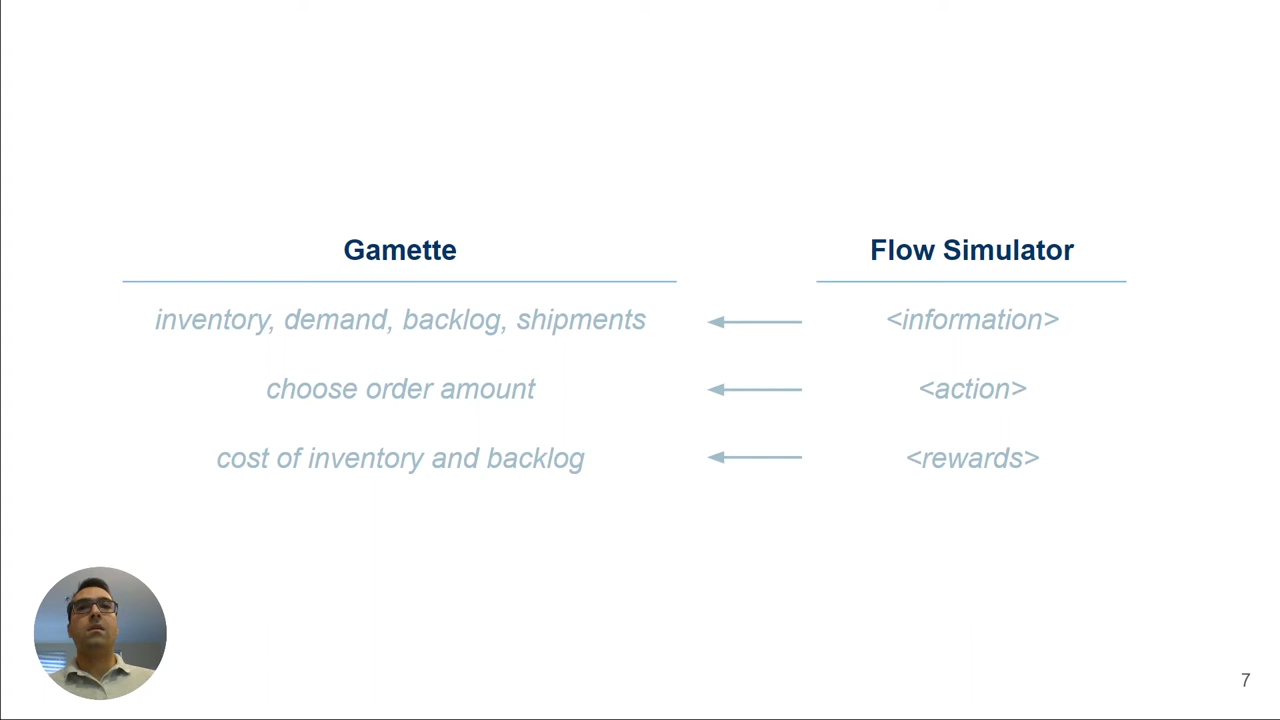 Gamette Flow Simulator
inventory, demand, backlog, shipments <information>
choose order amount <action>
cost of inventory and backlog <rewards>
7